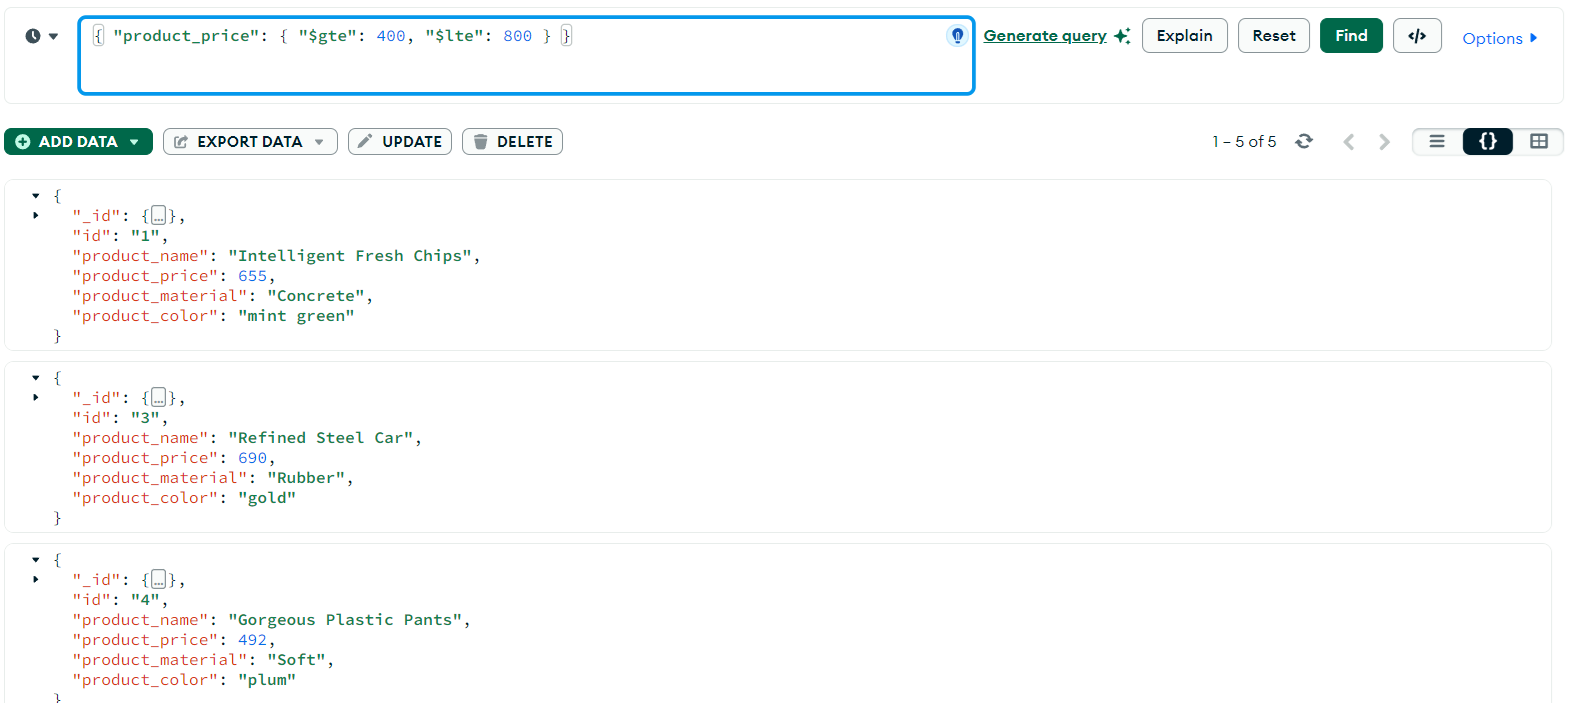 { "product_price": { "$gte": 400, "$lte": 800 } }
Generate query
Explain
Reset
Find
</>
Options
ADD DATA
EXPORT DATA
UPDATE
DELETE
1 – 5 of 5
{}
{
"_id": {…},
"id": "1",
"product_name": "Intelligent Fresh Chips",
"product_price": 655,
"product_material": "Concrete",
"product_color": "mint green"
}
{
"_id": {…},
"id": "3",
"product_name": "Refined Steel Car",
"product_price": 690,
"product_material": "Rubber",
"product_color": "gold"
}
{
"_id": {…},
"id": "4",
"product_name": "Gorgeous Plastic Pants",
"product_price": 492,
"product_material": "Soft",
"product_color": "plum"
}